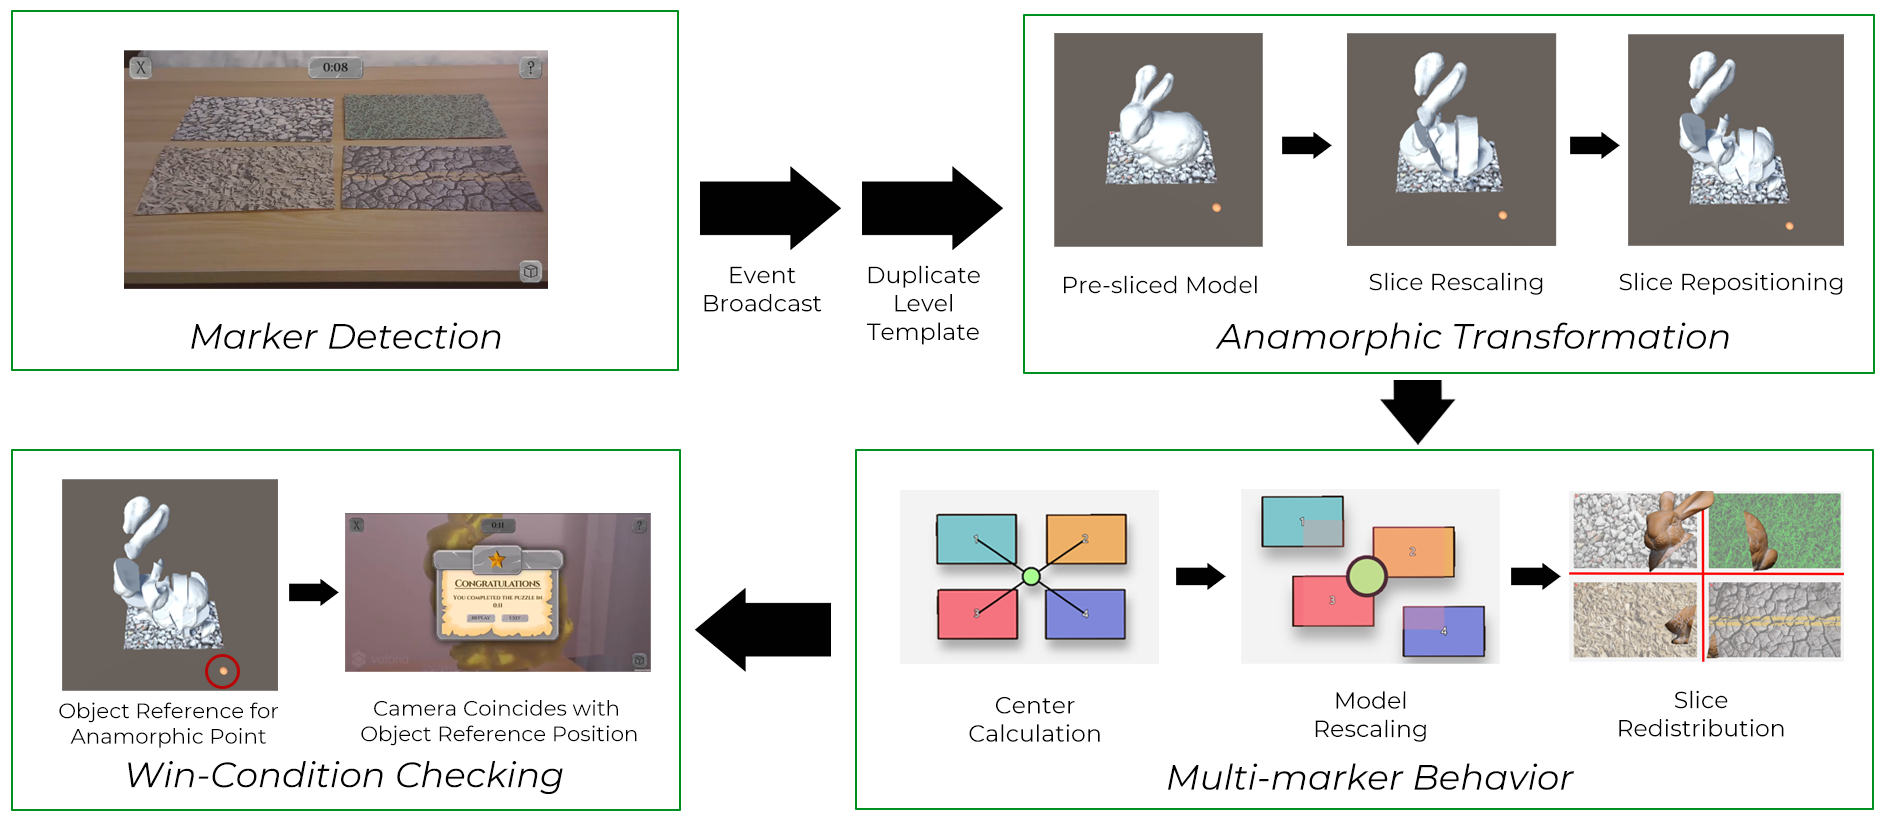 X
0:08
?
Marker Detection
Event
Broadcast
Duplicate
Level
Template
Pre-sliced Model
Slice Rescaling
Slice Repositioning
Anamorphic Transformation
Object Reference for
Anamorphic Point
X
0:11
?
CONGRATULATIONS
YOU COMPLETED THE PUZZLE IN
0:11
REPLAY
EXIT
Camera Coincides with
Object Reference Position
Win-Condition Checking
1
2
3
4
Center
Calculation
1
2
3
4
Model
Rescaling
Slice
Redistribution
Multi-marker Behavior